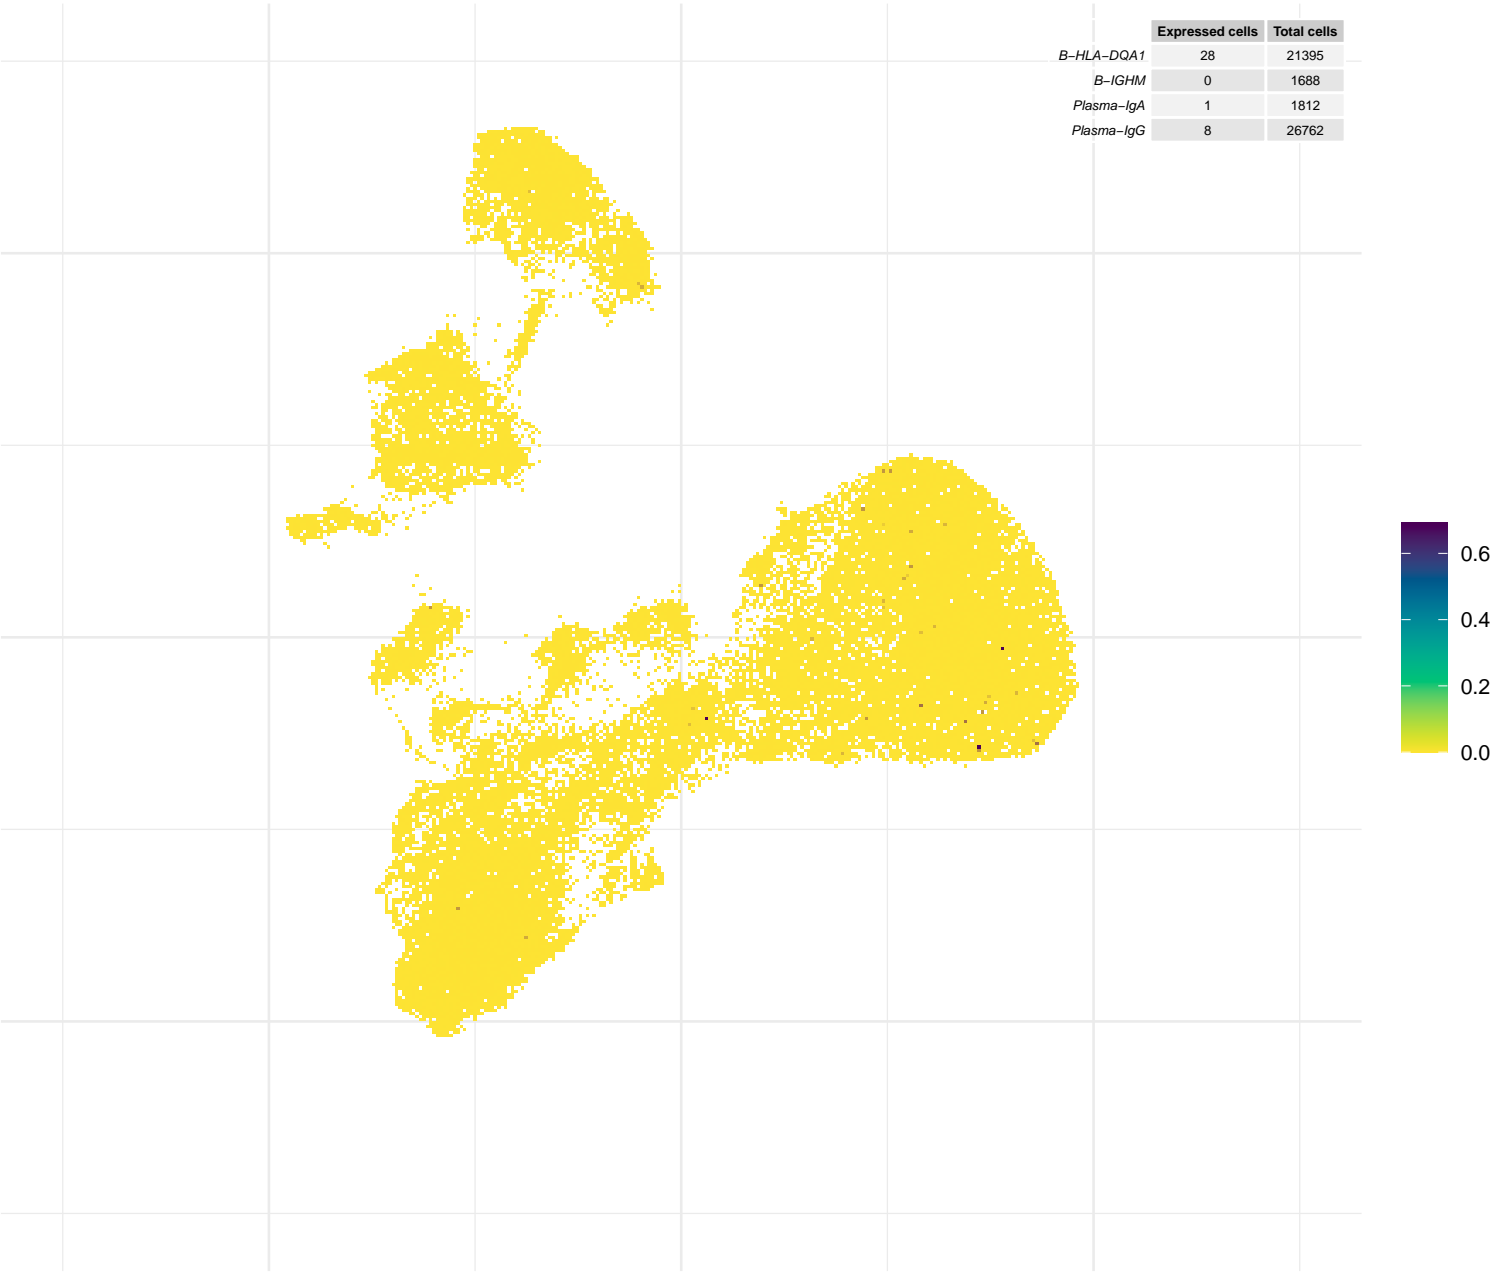 Expressed cells Total cells
B−HLA−DQA1 28 21395
B−IGHM 0 1688
Plasma−IgA 1 1812
Plasma−IgG 8 26762
0.6
0.4
0.2
0.0